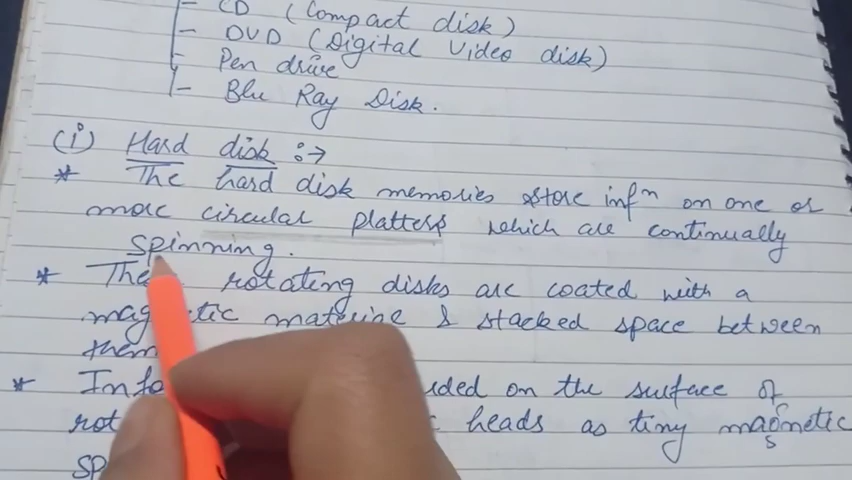 - CD (Compact disk)
- DVD (Digital Video disk)
- Pen drive
- Blu Ray Disk.
(i) Hard disk :→
* The hard disk memories store infⁿ on one or
more circular platters which are continually
spinning.
* The rotating disks are coated with a
magnetic material & stacked space between
them
* Info ded on the surface of
rot heads as tiny magnetic
sp